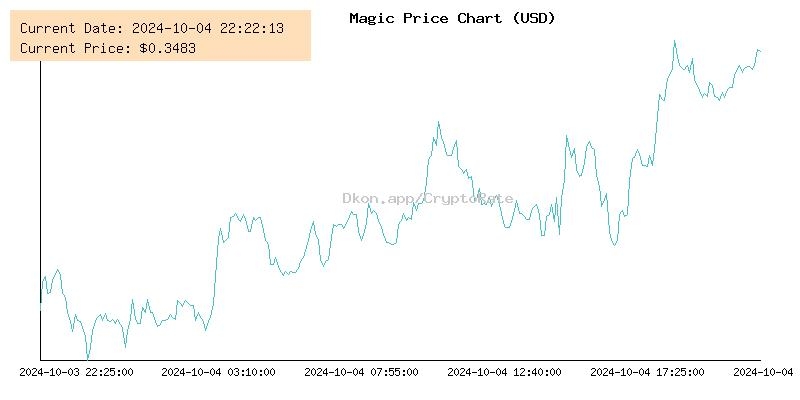 Magic Price Chart (USD)
Current Date: 2024-10-04 22:22:13
Current Price: $0.3483
Dkon.app/CryptoRate
2024-10-03 22:25:00 2024-10-04 03:10:00 2024-10-04 07:55:00 2024-10-04 12:40:00 2024-10-04 17:25:00 2024-10-04